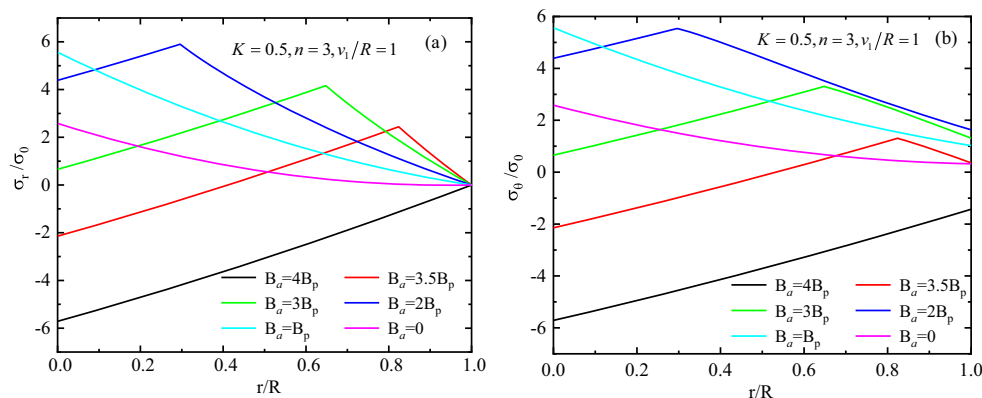 (a)
K = 0.5, n = 3, v₁/R = 1
σr/σ0
6
4
2
0
-2
-4
-6
Ba=4Bp
Ba=3.5Bp
Ba=3Bp
Ba=2Bp
Ba=Bp
Ba=0
0.0 0.2 0.4 0.6 0.8 1.0
r/R
(b)
K = 0.5, n = 3, v₁/R = 1
σθ/σ0
6
4
2
0
-2
-4
-6
Ba=4Bp
Ba=3.5Bp
Ba=3Bp
Ba=2Bp
Ba=Bp
Ba=0
0.0 0.2 0.4 0.6 0.8 1.0
r/R